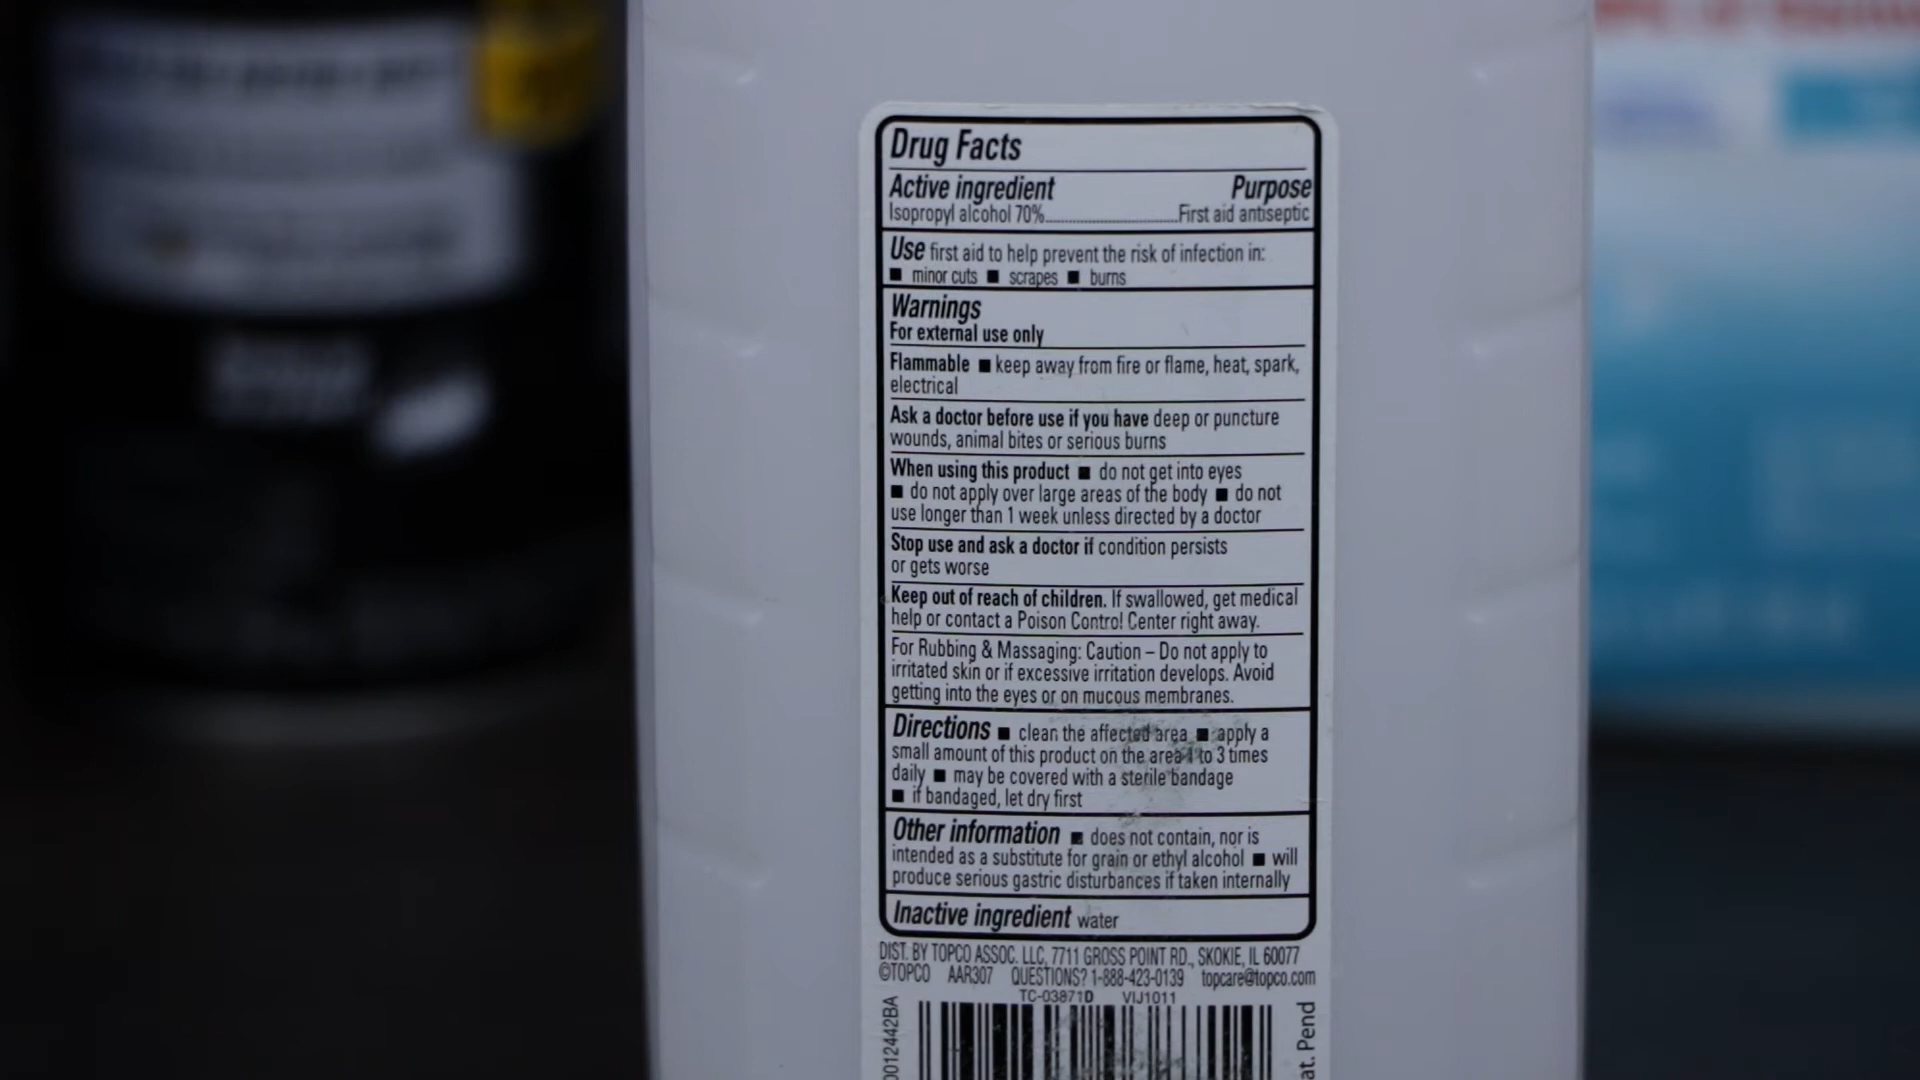 Drug Facts
Active ingredient Purpose
Isopropyl alcohol 70%..............................First aid antiseptic
Use first aid to help prevent the risk of infection in:
■ minor cuts ■ scrapes ■ burns
Warnings
For external use only
Flammable ■ keep away from fire or flame, heat, spark,
electrical
Ask a doctor before use if you have deep or puncture
wounds, animal bites or serious burns
When using this product ■ do not get into eyes
■ do not apply over large areas of the body ■ do not
use longer than 1 week unless directed by a doctor
Stop use and ask a doctor if condition persists
or gets worse
Keep out of reach of children. If swallowed, get medical
help or contact a Poison Control Center right away.
For Rubbing & Massaging: Caution – Do not apply to
irritated skin or if excessive irritation develops. Avoid
getting into the eyes or on mucous membranes.
Directions ■ clean the affected area ■ apply a
small amount of this product on the area 1 to 3 times
daily ■ may be covered with a sterile bandage
■ if bandaged, let dry first
Other information ■ does not contain, nor is
intended as a substitute for grain or ethyl alcohol ■ will
produce serious gastric disturbances if taken internally
Inactive ingredient water
DIST. BY TOPCO ASSOC. LLC, 7711 GROSS POINT RD., SKOKIE, IL 60077
©TOPCO AAR307 QUESTIONS? 1-888-423-0139 topcare@topco.com
TC-03871D VIJ1011
0012442BA
at. Pend